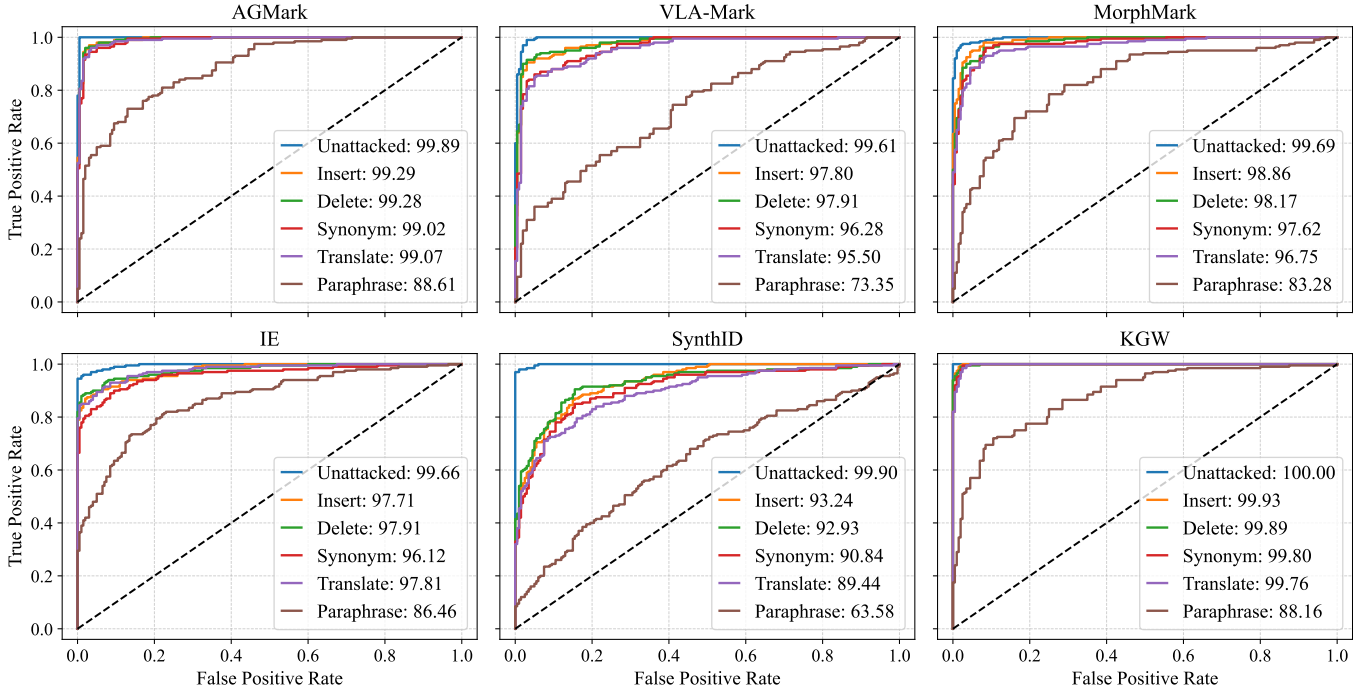 AGMark
True Positive Rate
1.0
0.8
0.6
0.4
0.2
0.0
Unattacked: 99.89
Insert: 99.29
Delete: 99.28
Synonym: 99.02
Translate: 99.07
Paraphrase: 88.61
VLA-Mark
Unattacked: 99.61
Insert: 97.80
Delete: 97.91
Synonym: 96.28
Translate: 95.50
Paraphrase: 73.35
MorphMark
Unattacked: 99.69
Insert: 98.86
Delete: 98.17
Synonym: 97.62
Translate: 96.75
Paraphrase: 83.28
IE
True Positive Rate
1.0
0.8
0.6
0.4
0.2
0.0
Unattacked: 99.66
Insert: 97.71
Delete: 97.91
Synonym: 96.12
Translate: 97.81
Paraphrase: 86.46
0.0 0.2 0.4 0.6 0.8 1.0
False Positive Rate
SynthID
Unattacked: 99.90
Insert: 93.24
Delete: 92.93
Synonym: 90.84
Translate: 89.44
Paraphrase: 63.58
0.0 0.2 0.4 0.6 0.8 1.0
False Positive Rate
KGW
Unattacked: 100.00
Insert: 99.93
Delete: 99.89
Synonym: 99.80
Translate: 99.76
Paraphrase: 88.16
0.0 0.2 0.4 0.6 0.8 1.0
False Positive Rate